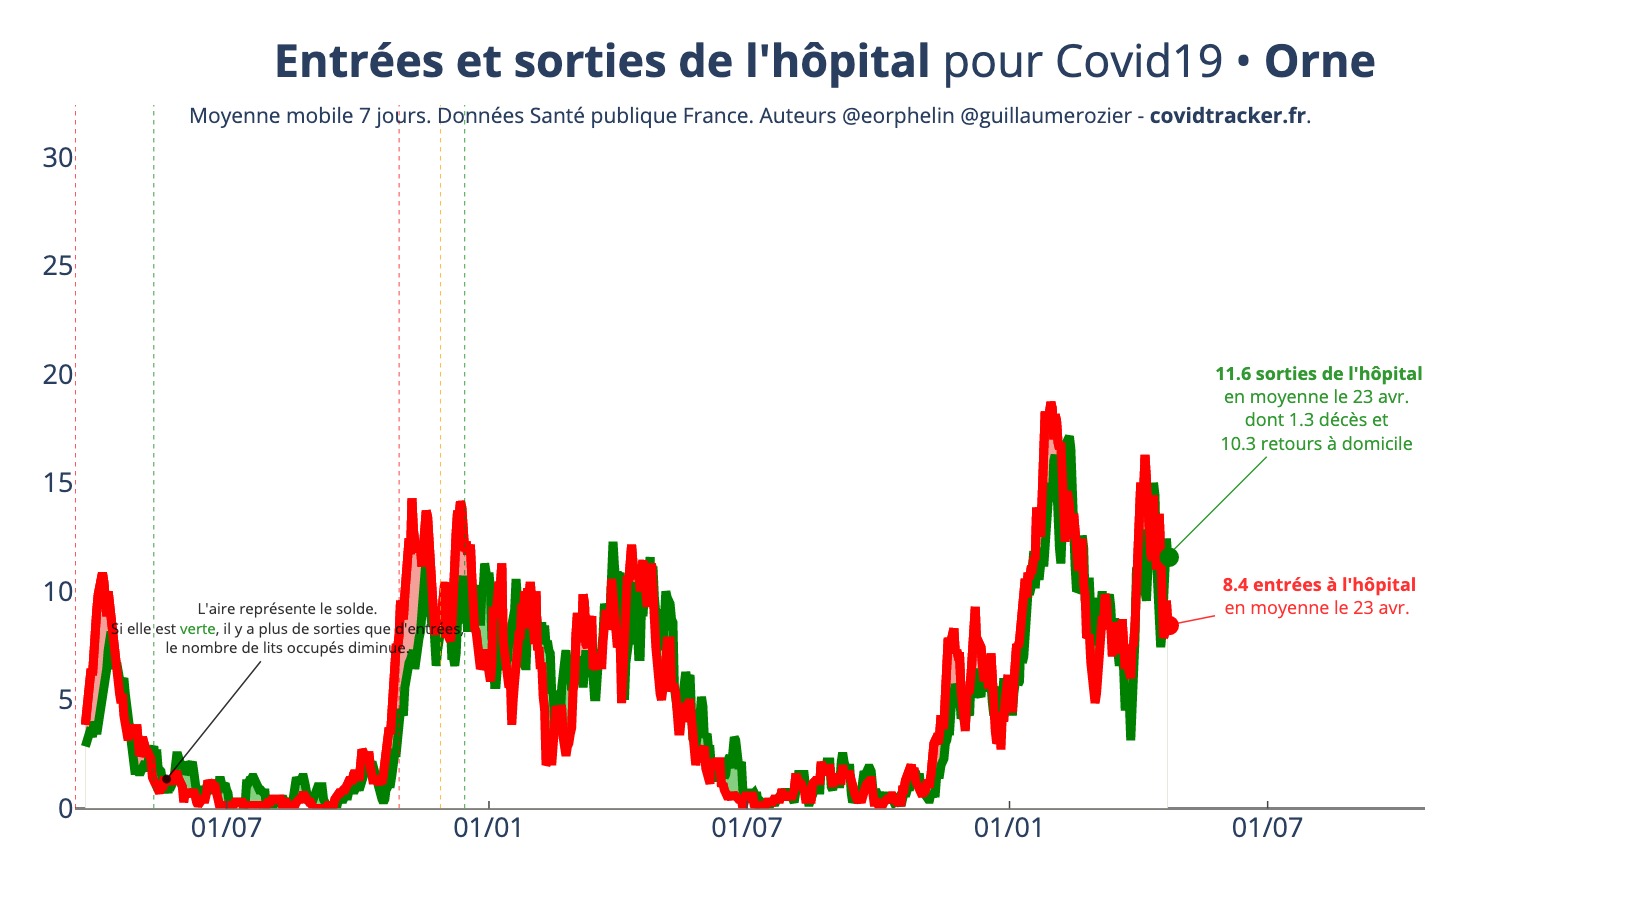 Entrées et sorties de l'hôpital pour Covid19 • Orne
Moyenne mobile 7 jours. Données Santé publique France. Auteurs @eorphelin @guillaumerozier - covidtracker.fr.
30
25
20
15
10
5
0
11.6 sorties de l'hôpital
en moyenne le 23 avr.
dont 1.3 décès et
10.3 retours à domicile
8.4 entrées à l'hôpital
en moyenne le 23 avr.
L'aire représente le solde.
Si elle est verte, il y a plus de sorties que d'entrées,
le nombre de lits occupés diminue.
01/07
01/01
01/07
01/01
01/07